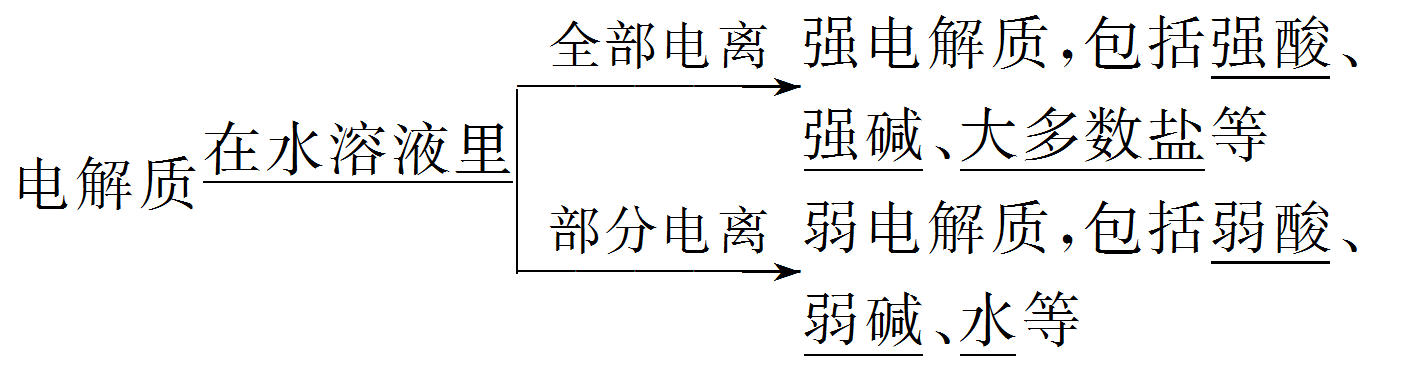 电解质在水溶液里
全部电离 强电解质,包括强酸、
强碱、大多数盐等
部分电离 弱电解质,包括弱酸、
弱碱、水等